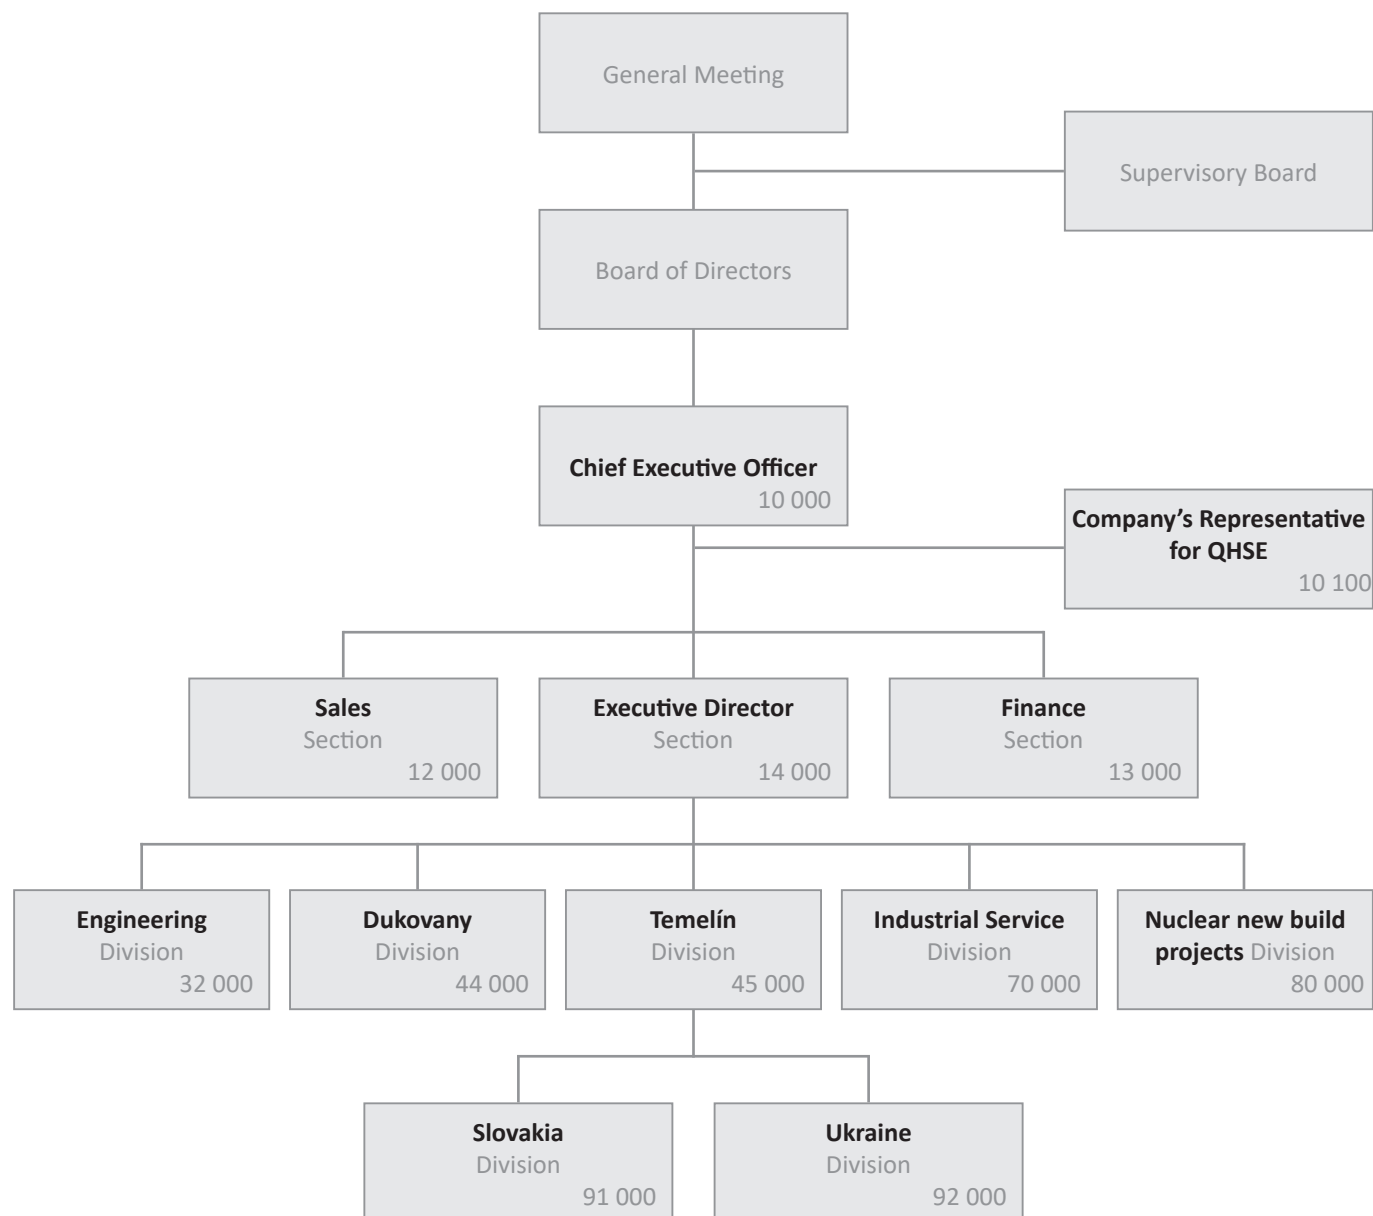 General Meeting
Supervisory Board
Board of Directors
Chief Executive Officer
10 000
Company’s Representative
for QHSE
10 100
Sales
Section
12 000
Executive Director
Section
14 000
Finance
Section
13 000
Engineering
Division
32 000
Dukovany
Division
44 000
Temelín
Division
45 000
Industrial Service
Division
70 000
Nuclear new build
projects Division
80 000
Slovakia
Division
91 000
Ukraine
Division
92 000